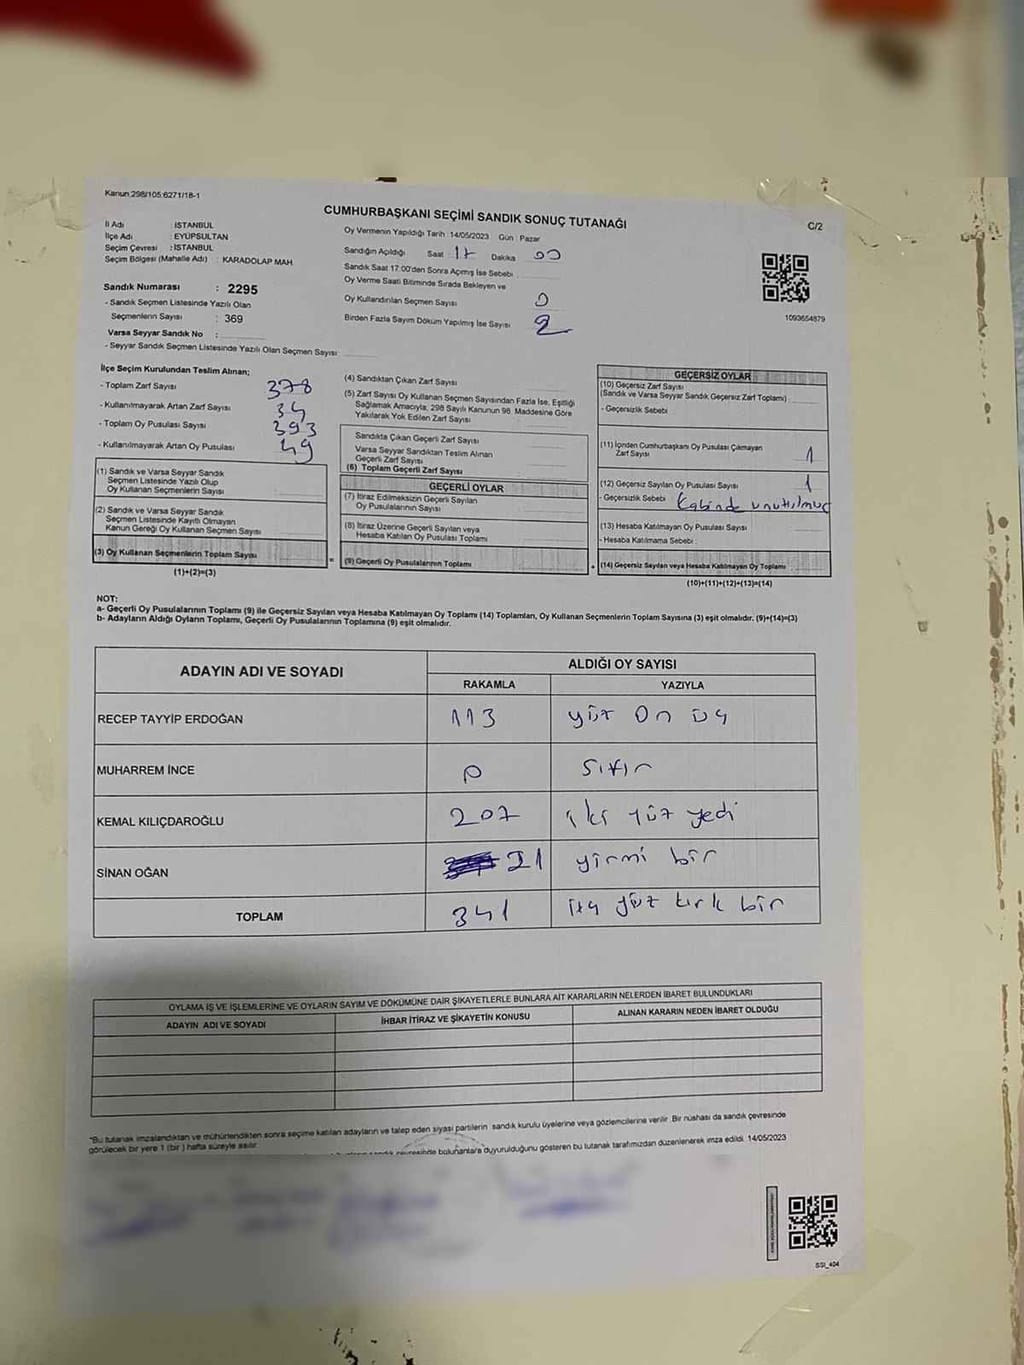 Kanun:298/105:6271/18-1
CUMHURBAŞKANI SEÇİMİ SANDIK SONUÇ TUTANAĞI
C/2
İl Adı : İSTANBUL
İlçe Adı : EYÜPSULTAN
Seçim Çevresi : İSTANBUL
Seçim Bölgesi (Mahalle Adı) : KARADOLAP MAH.
Sandık Numarası : 2295
- Sandık Seçmen Listesinde Yazılı Olan
Seçmenlerin Sayısı : 369
Varsa Seyyar Sandık No :
- Seyyar Sandık Seçmen Listesinde Yazılı Olan Seçmen Sayısı
Oy Vermenin Yapıldığı Tarih : 14/05/2023 Gün : Pazar
Sandığın Açıldığı Saat 17 Dakika 00
Sandık Saat 17.00'den Sonra Açımış İse Sebebi
Oy Verme Saati Bitiminde Sırada Bekleyen ve
Oy Kullandırılan Seçmen Sayısı 0
Birden Fazla Sayım Döküm Yapılmış İse Sayısı 2
1093654879
İlçe Seçim Kurulundan Teslim Alınan;
- Toplam Zarf Sayısı 378
- Kullanılmayarak Artan Zarf Sayısı 34
- Toplam Oy Pusulası Sayısı 393
- Kullanılmayarak Artan Oy Pusulası 49
(1) Sandık ve Varsa Seyyar Sandık
Seçmen Listesinde Yazılı Olup
Oy Kullanan Seçmenlerin Sayısı
(2) Sandık ve Varsa Seyyar Sandık
Seçmen Listesinde Kayıtlı Olmayan
Kanun Gereği Oy Kullanan Seçmen Sayısı
(3) Oy Kullanan Seçmenlerin Toplam Sayısı
(1)+(2)=(3)
(4) Sandıktan Çıkan Zarf Sayısı
(5) Zarf Sayısı Oy Kullanan Seçmen Sayısından Fazla İse, Eşitliği
Sağlamak Amacıyla, 298 Sayılı Kanunun 98. Maddesine Göre
Yakılarak Yok Edilen Zarf Sayısı
Sandıkta Çıkan Geçerli Zarf Sayısı
Varsa Seyyar Sandıktan Teslim Alınan
Geçerli Zarf Sayısı
(6) Toplam Geçerli Zarf Sayısı
GEÇERLİ OYLAR
(7) İtiraz Edilmeksizin Geçerli Sayılan
Oy Pusulalarının Sayısı
(8) İtiraz Üzerine Geçerli Sayılan veya
Hesaba Katılan Oy Pusulası Toplamı
(9) Geçerli Oy Pusulalarının Toplamı
GEÇERSİZ OYLAR
(10) Geçersiz Zarf Sayısı
(Sandık ve Varsa Seyyar Sandık Geçersiz Zarf Toplamı)
- Geçersizlik Sebebi
(11) İçinden Cumhurbaşkanı Oy Pusulası Çıkmayan
Zarf Sayısı 1
(12) Geçersiz Sayılan Oy Pusulası Sayısı 1
- Geçersizlik Sebebi Kabinde unutılmuş
(13) Hesaba Katılmayan Oy Pusulası Sayısı
- Hesaba Katılmama Sebebi :
(14) Geçersiz Sayılan veya Hesaba Katılmayan Oy Toplamı
(10)+(11)+(12)+(13)=(14)
NOT:
a- Geçerli Oy Pusulalarının Toplamı (9) ile Geçersiz Sayılan veya Hesaba Katılmayan Oy Toplamı (14) Toplamları, Oy Kullanan Seçmenlerin Toplam Sayısına (3) eşit olmalıdır. (9)+(14)=(3)
b- Adayların Aldığı Oyların Toplamı, Geçerli Oy Pusulalarının Toplamına (9) eşit olmalıdır.
ADAYIN ADI VE SOYADI
ALDIĞI OY SAYISI
RAKAMLA YAZIYLA
RECEP TAYYİP ERDOĞAN 113 yüz on üç
MUHARREM İNCE 0 sıfır
KEMAL KILIÇDAROĞLU 207 iki yüz yedi
SİNAN OĞAN 21 yirmi bir
TOPLAM 341 üç yüz kırk bir
OYLAMA İŞ VE İŞLEMLERİNE VE OYLARIN SAYIM VE DÖKÜMÜNE DAİR ŞİKAYETLERLE BUNLARA AİT KARARLARIN NELERDEN İBARET BULUNDUKLARI
ADAYIN ADI VE SOYADI
İHBAR İTİRAZ VE ŞİKAYETİN KONUSU
ALINAN KARARIN NEDEN İBARET OLDUĞU
"Bu tutanak imzalandıktan ve mühürlendikten sonra seçime katılan adayların ve talep eden siyasi partilerin sandık kurulu üyelerine veya gözlemcilerine verilir. Bir nüshası da sandık çevresinde
görülecek bir yere 1 (bir) hafta süreyle asılır.
sandık çevresinde bulunanlara duyurulduğunu gösteren bu tutanak tarafımızdan düzenlenerek imza edildi. 14/05/2023
SSI_404